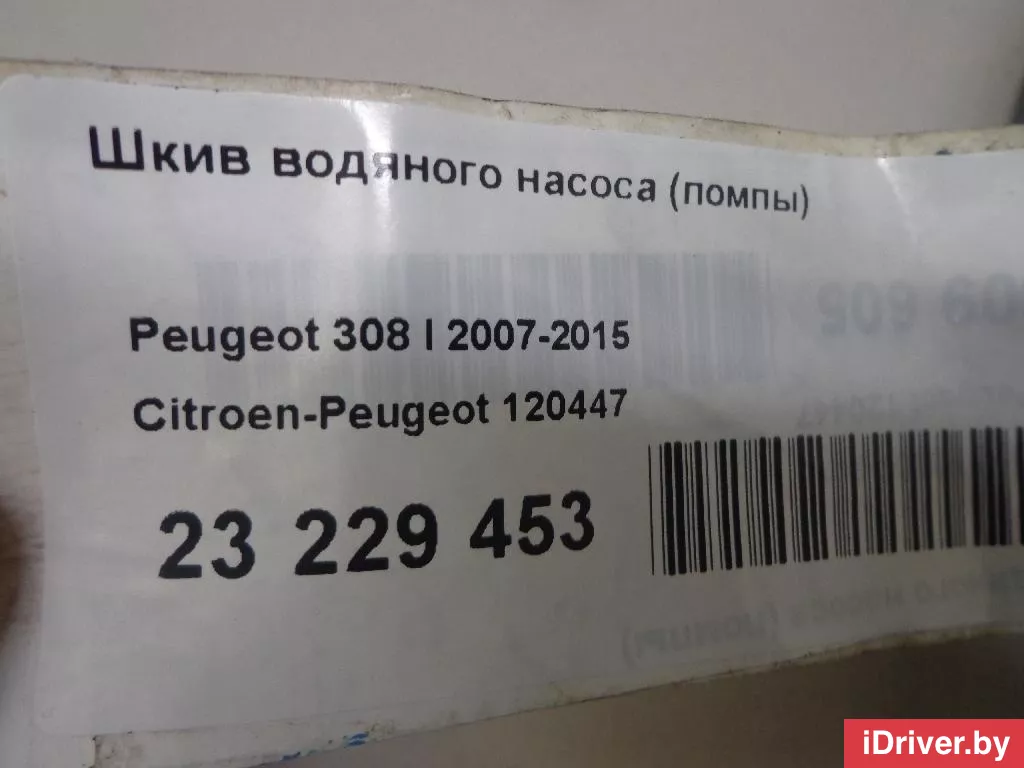 Шкив водяного насоса (помпы)
Peugeot 308 I 2007-2015
Citroen-Peugeot 120447
23 229 453
iDriver.by